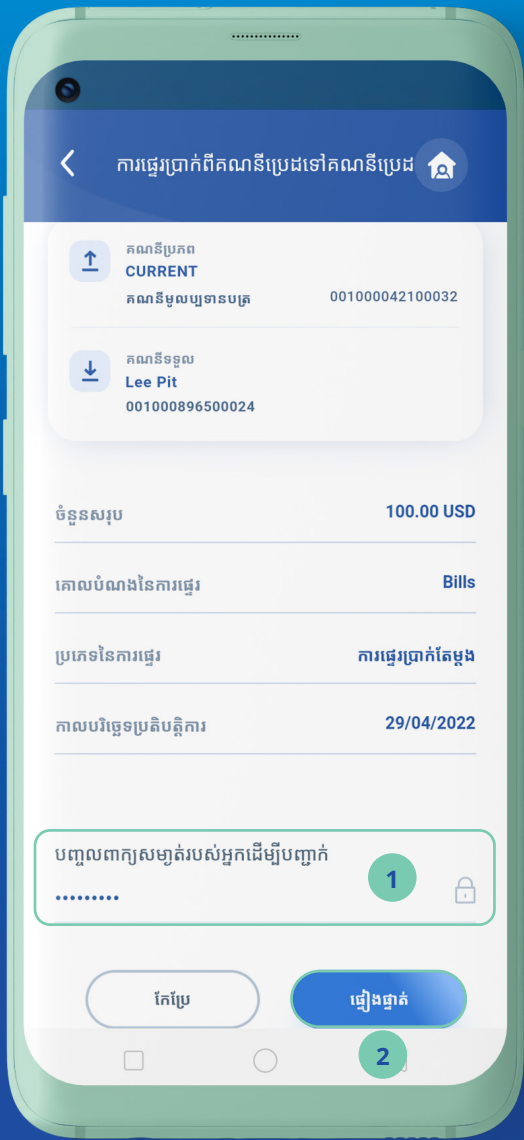 ការផ្ទេរប្រាក់ពីគណនីប្រេដទៅគណនីប្រេដ
គណនីប្រភព
CURRENT
គណនីមូលប្បទានបត្រ 001000042100032
គណនីទទួល
Lee Pit
001000896500024
ចំនួនសរុប 100.00 USD
គោលបំណងនៃការផ្ទេរ Bills
ប្រភេទនៃការផ្ទេរ ការផ្ទេរប្រាក់តែម្តង
កាលបរិច្ឆេទប្រតិបត្តិការ 29/04/2022
បញ្ចូលពាក្យសម្ងាត់របស់អ្នកដើម្បីបញ្ជាក់
1
កែប្រែ ផ្ទៀងផ្ទាត់
2